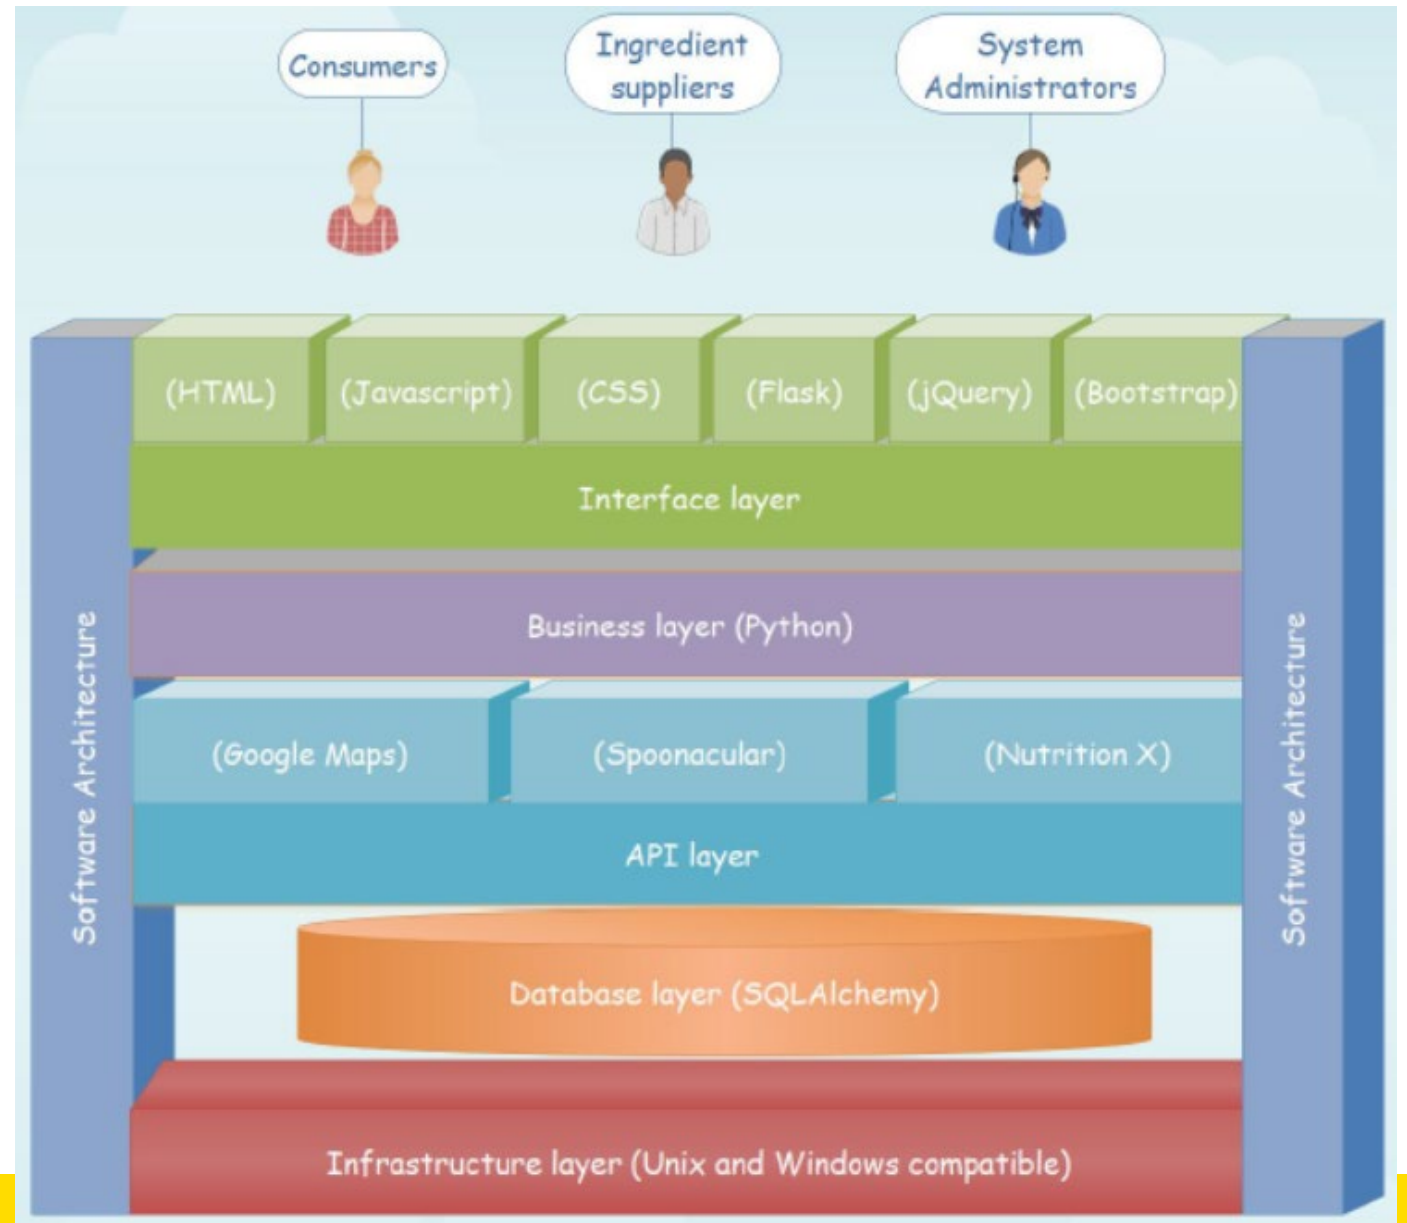 Consumers
Ingredient
suppliers
System
Administrators
(HTML)
(Javascript)
(CSS)
(Flask)
(jQuery)
(Bootstrap)
Interface layer
Business layer (Python)
(Google Maps)
(Spoonacular)
(Nutrition X)
API layer
Database layer (SQLAlchemy)
Infrastructure layer (Unix and Windows compatible)
Software Architecture
Software Architecture